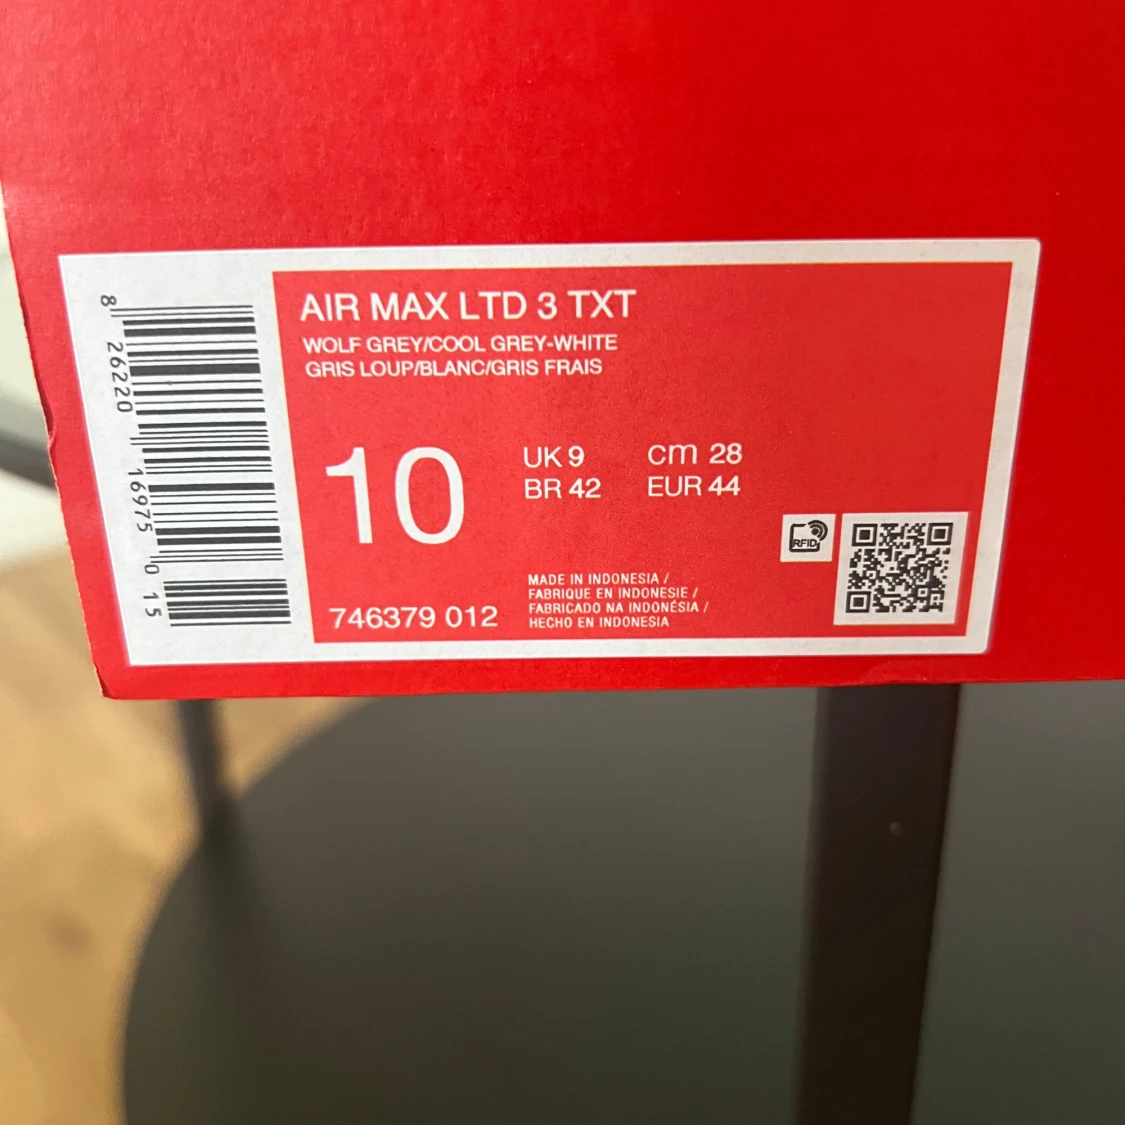 AIR MAX LTD 3 TXT
WOLF GREY/COOL GREY-WHITE
GRIS LOUP/BLANC/GRIS FRAIS
10
UK 9
cm 28
BR 42
EUR 44
RFID
MADE IN INDONESIA /
FABRIQUE EN INDONESIE /
FABRICADO NA INDONÉSIA /
HECHO EN INDONESIA
746379 012
8 26220 16975 0 15